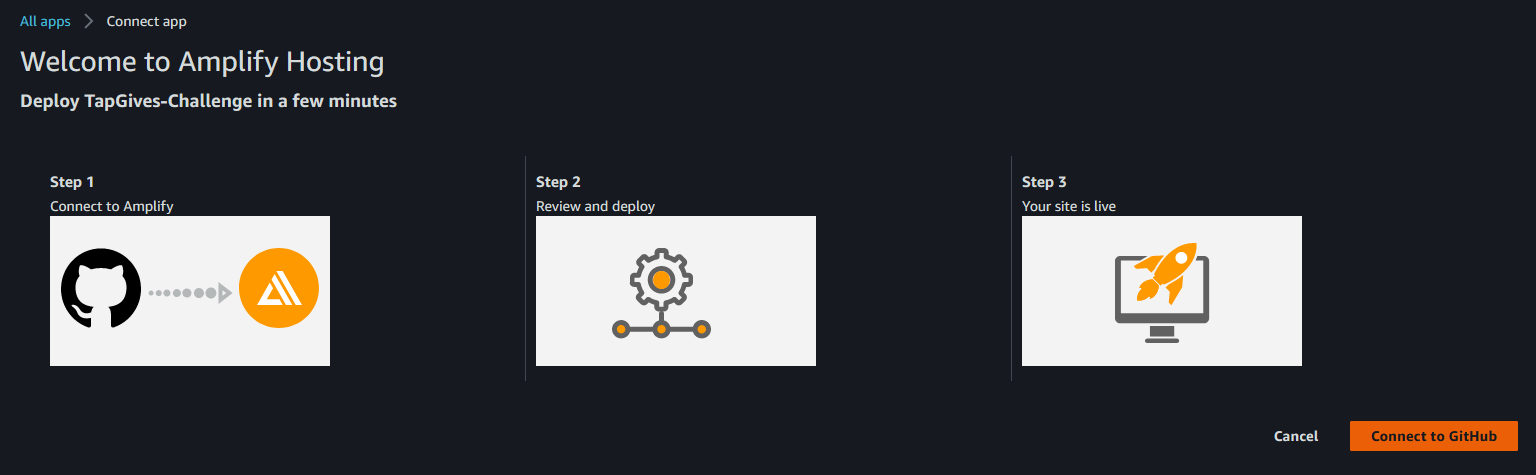 All apps > Connect app
Welcome to Amplify Hosting
Deploy TapGives-Challenge in a few minutes
Step 1
Connect to Amplify
Step 2
Review and deploy
Step 3
Your site is live
Cancel
Connect to GitHub